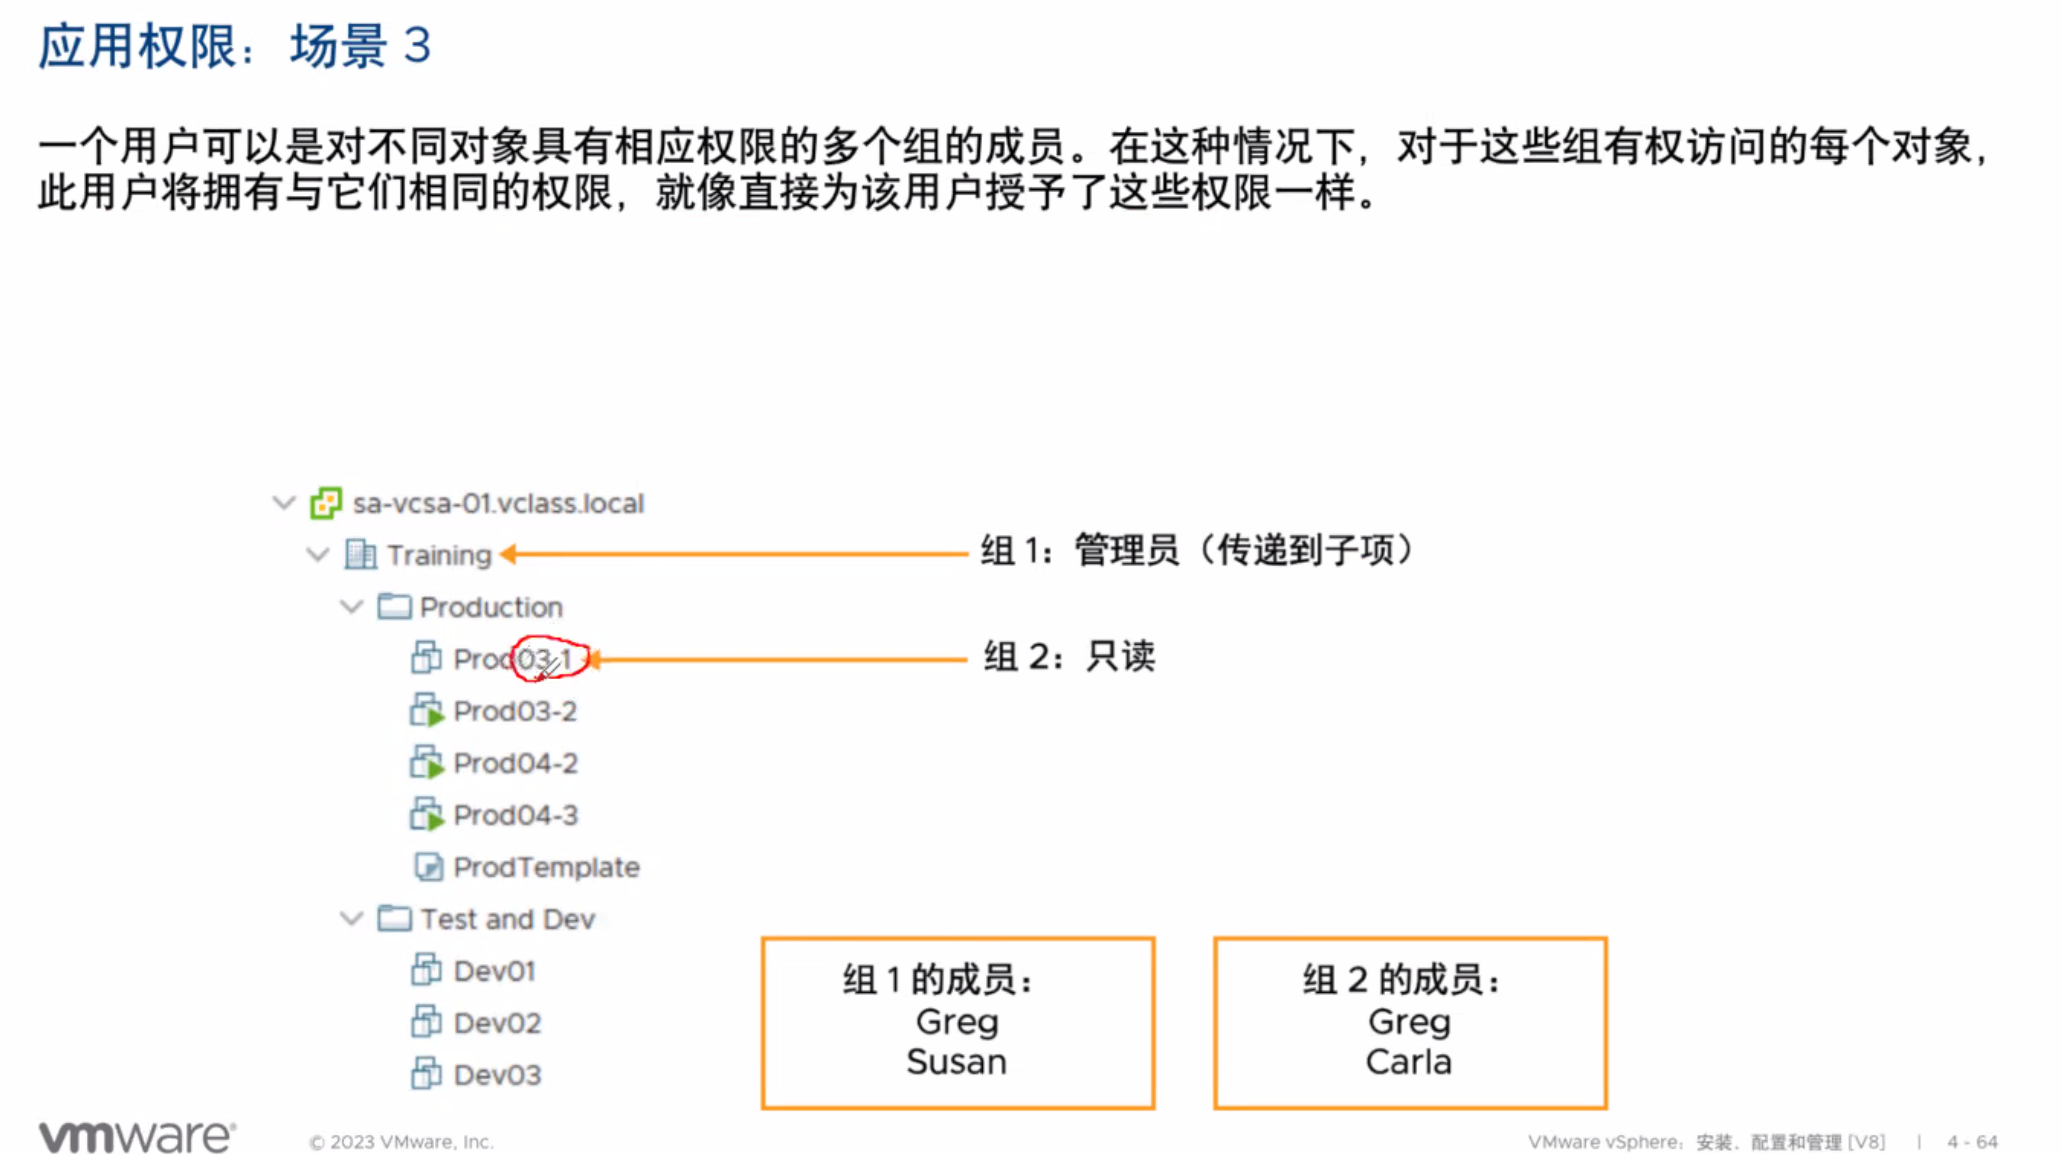 应用权限：场景 3
一个用户可以是对不同对象具有相应权限的多个组的成员。在这种情况下，对于这些组有权访问的每个对象，
此用户将拥有与它们相同的权限，就像直接为该用户授予了这些权限一样。
sa-vcsa-01.vclass.local
Training
组 1：管理员（传递到子项）
Production
Prod03-1
组 2：只读
Prod03-2
Prod04-2
Prod04-3
ProdTemplate
Test and Dev
Dev01
Dev02
Dev03
组 1 的成员：
Greg
Susan
组 2 的成员：
Greg
Carla
vmware®
© 2023 VMware, Inc.
VMware vSphere：安装、配置和管理 [V8] | 4 - 64